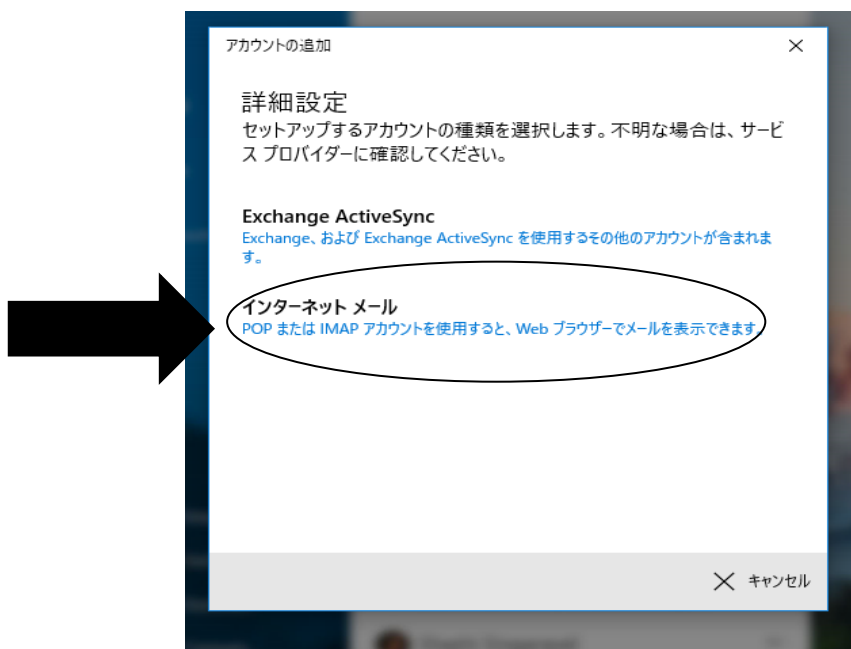 アカウントの追加
詳細設定
セットアップするアカウントの種類を選択します。不明な場合は、サービ
ス プロバイダーに確認してください。
Exchange ActiveSync
Exchange、および Exchange ActiveSync を使用するその他のアカウントが含まれま
す。
インターネット メール
POP または IMAP アカウントを使用すると、Web ブラウザーでメールを表示できます。
キャンセル